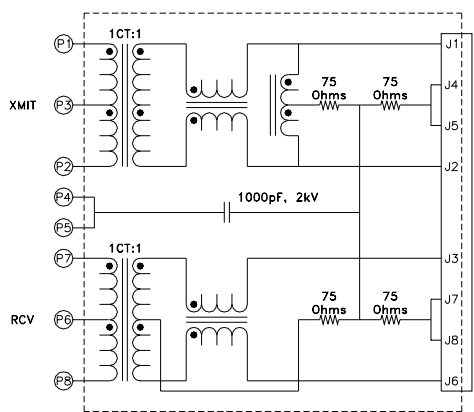 1CT:1
P1
J1
75 Ohms
75 Ohms
J4
XMIT
P3
J5
P2
J2
P4
1000pF, 2kV
P5
1CT:1
P7
J3
75 Ohms
75 Ohms
J7
RCV
P6
J8
P8
J6